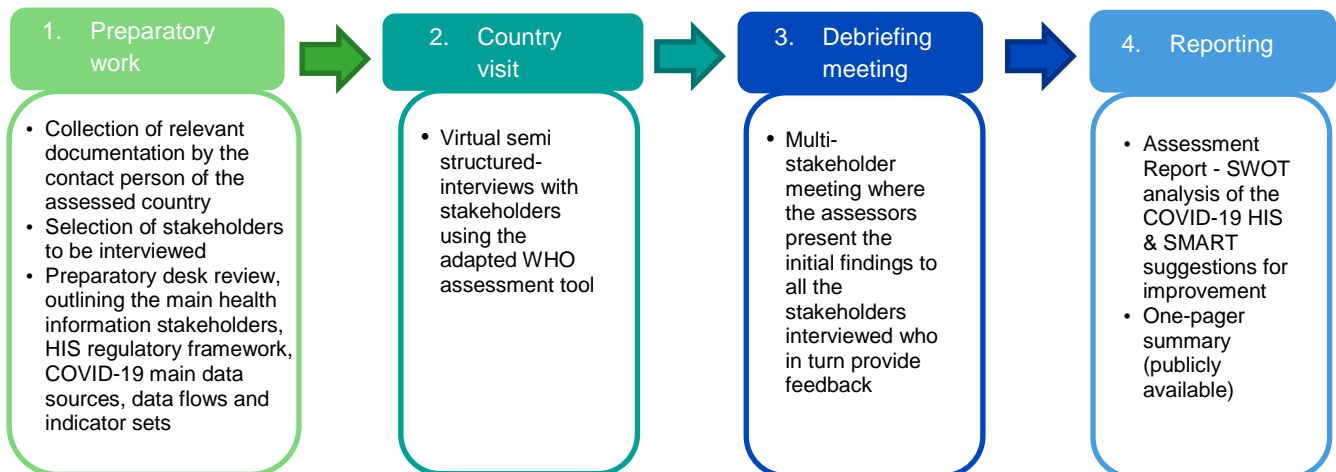 1. Preparatory
work
• Collection of relevant
documentation by the
contact person of the
assessed country
• Selection of stakeholders
to be interviewed
• Preparatory desk review,
outlining the main health
information stakeholders,
HIS regulatory framework,
COVID-19 main data
sources, data flows and
indicator sets
2. Country
visit
• Virtual semi
structured-
interviews with
stakeholders
using the
adapted WHO
assessment tool
3. Debriefing
meeting
• Multi-
stakeholder
meeting where
the assessors
present the
initial findings to
all the
stakeholders
interviewed who
in turn provide
feedback
4. Reporting
• Assessment
Report - SWOT
analysis of the
COVID-19 HIS
& SMART
suggestions for
improvement
• One-pager
summary
(publicly
available)